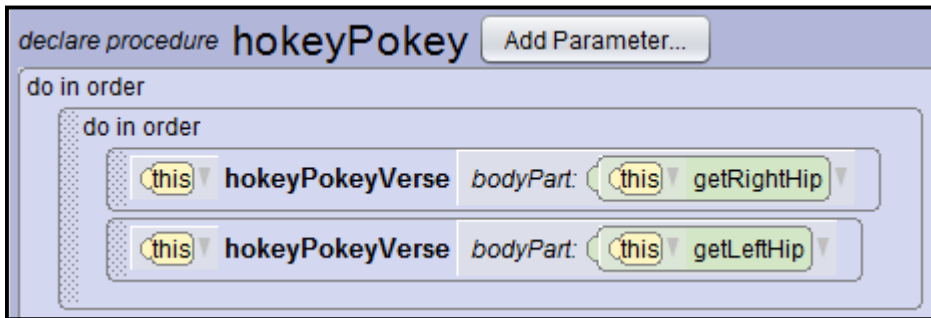 declare procedure hokeyPokey Add Parameter...
do in order
do in order
this hokeyPokeyVerse bodyPart: this getRightHip
this hokeyPokeyVerse bodyPart: this getLeftHip